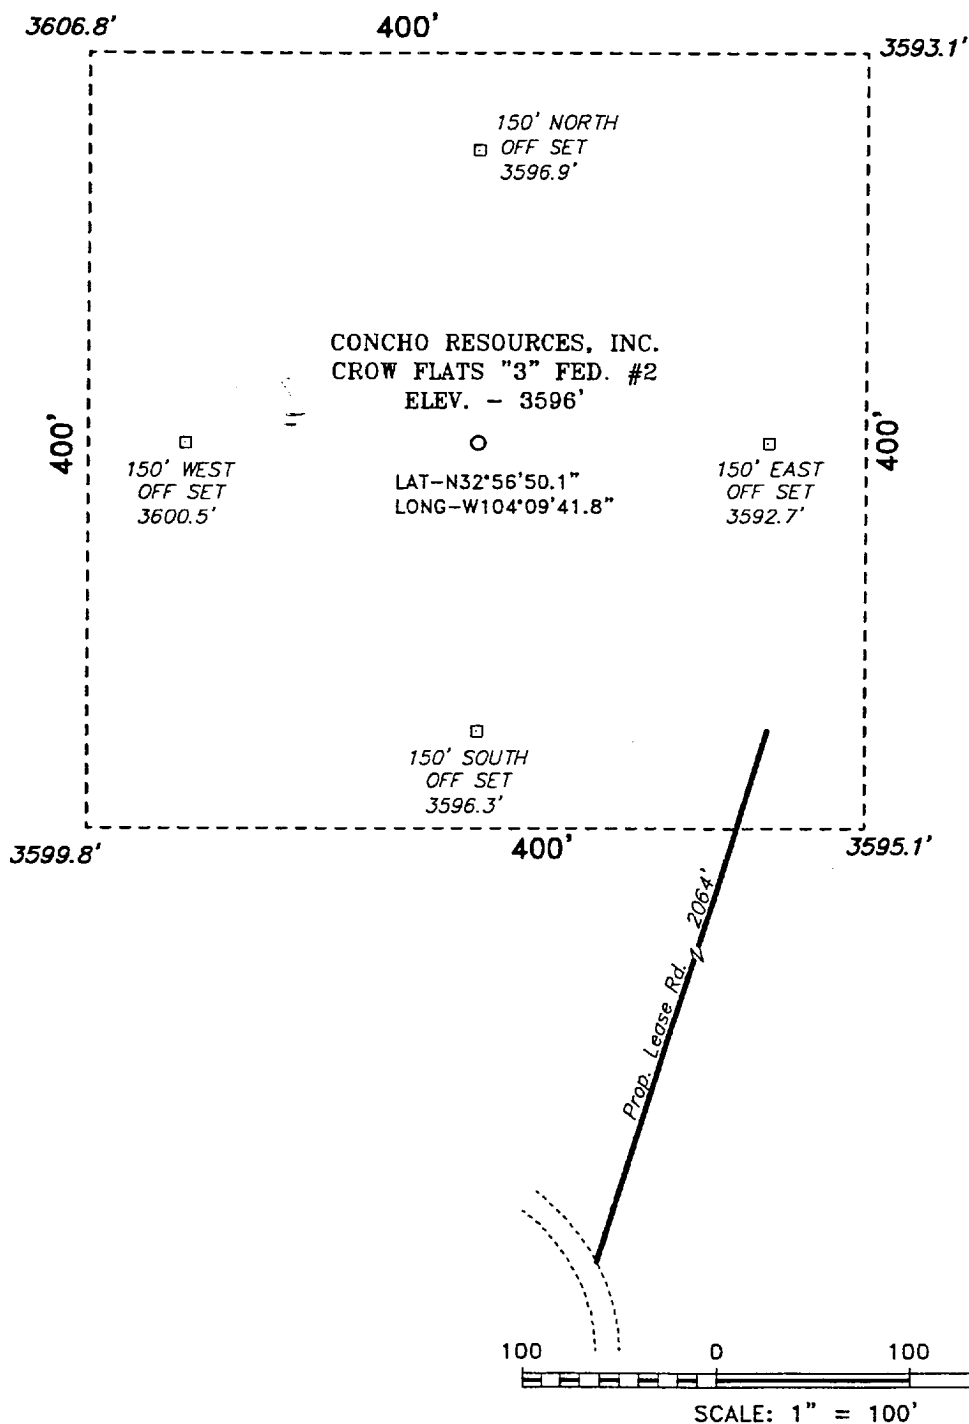 3606.8'
400'
3593.1'
150' NORTH
OFF SET
3596.9'
CONCHO RESOURCES, INC.
CROW FLATS "3" FED. #2
ELEV. - 3596'
400'
400'
150' WEST
OFF SET
3600.5'
LAT-N32°56'50.1"
LONG-W104°09'41.8"
150' EAST
OFF SET
3592.7'
150' SOUTH
OFF SET
3596.3'
3599.8'
400'
3595.1'
Prop. Lease Rd. 2064'
100 0 100
SCALE: 1" = 100'